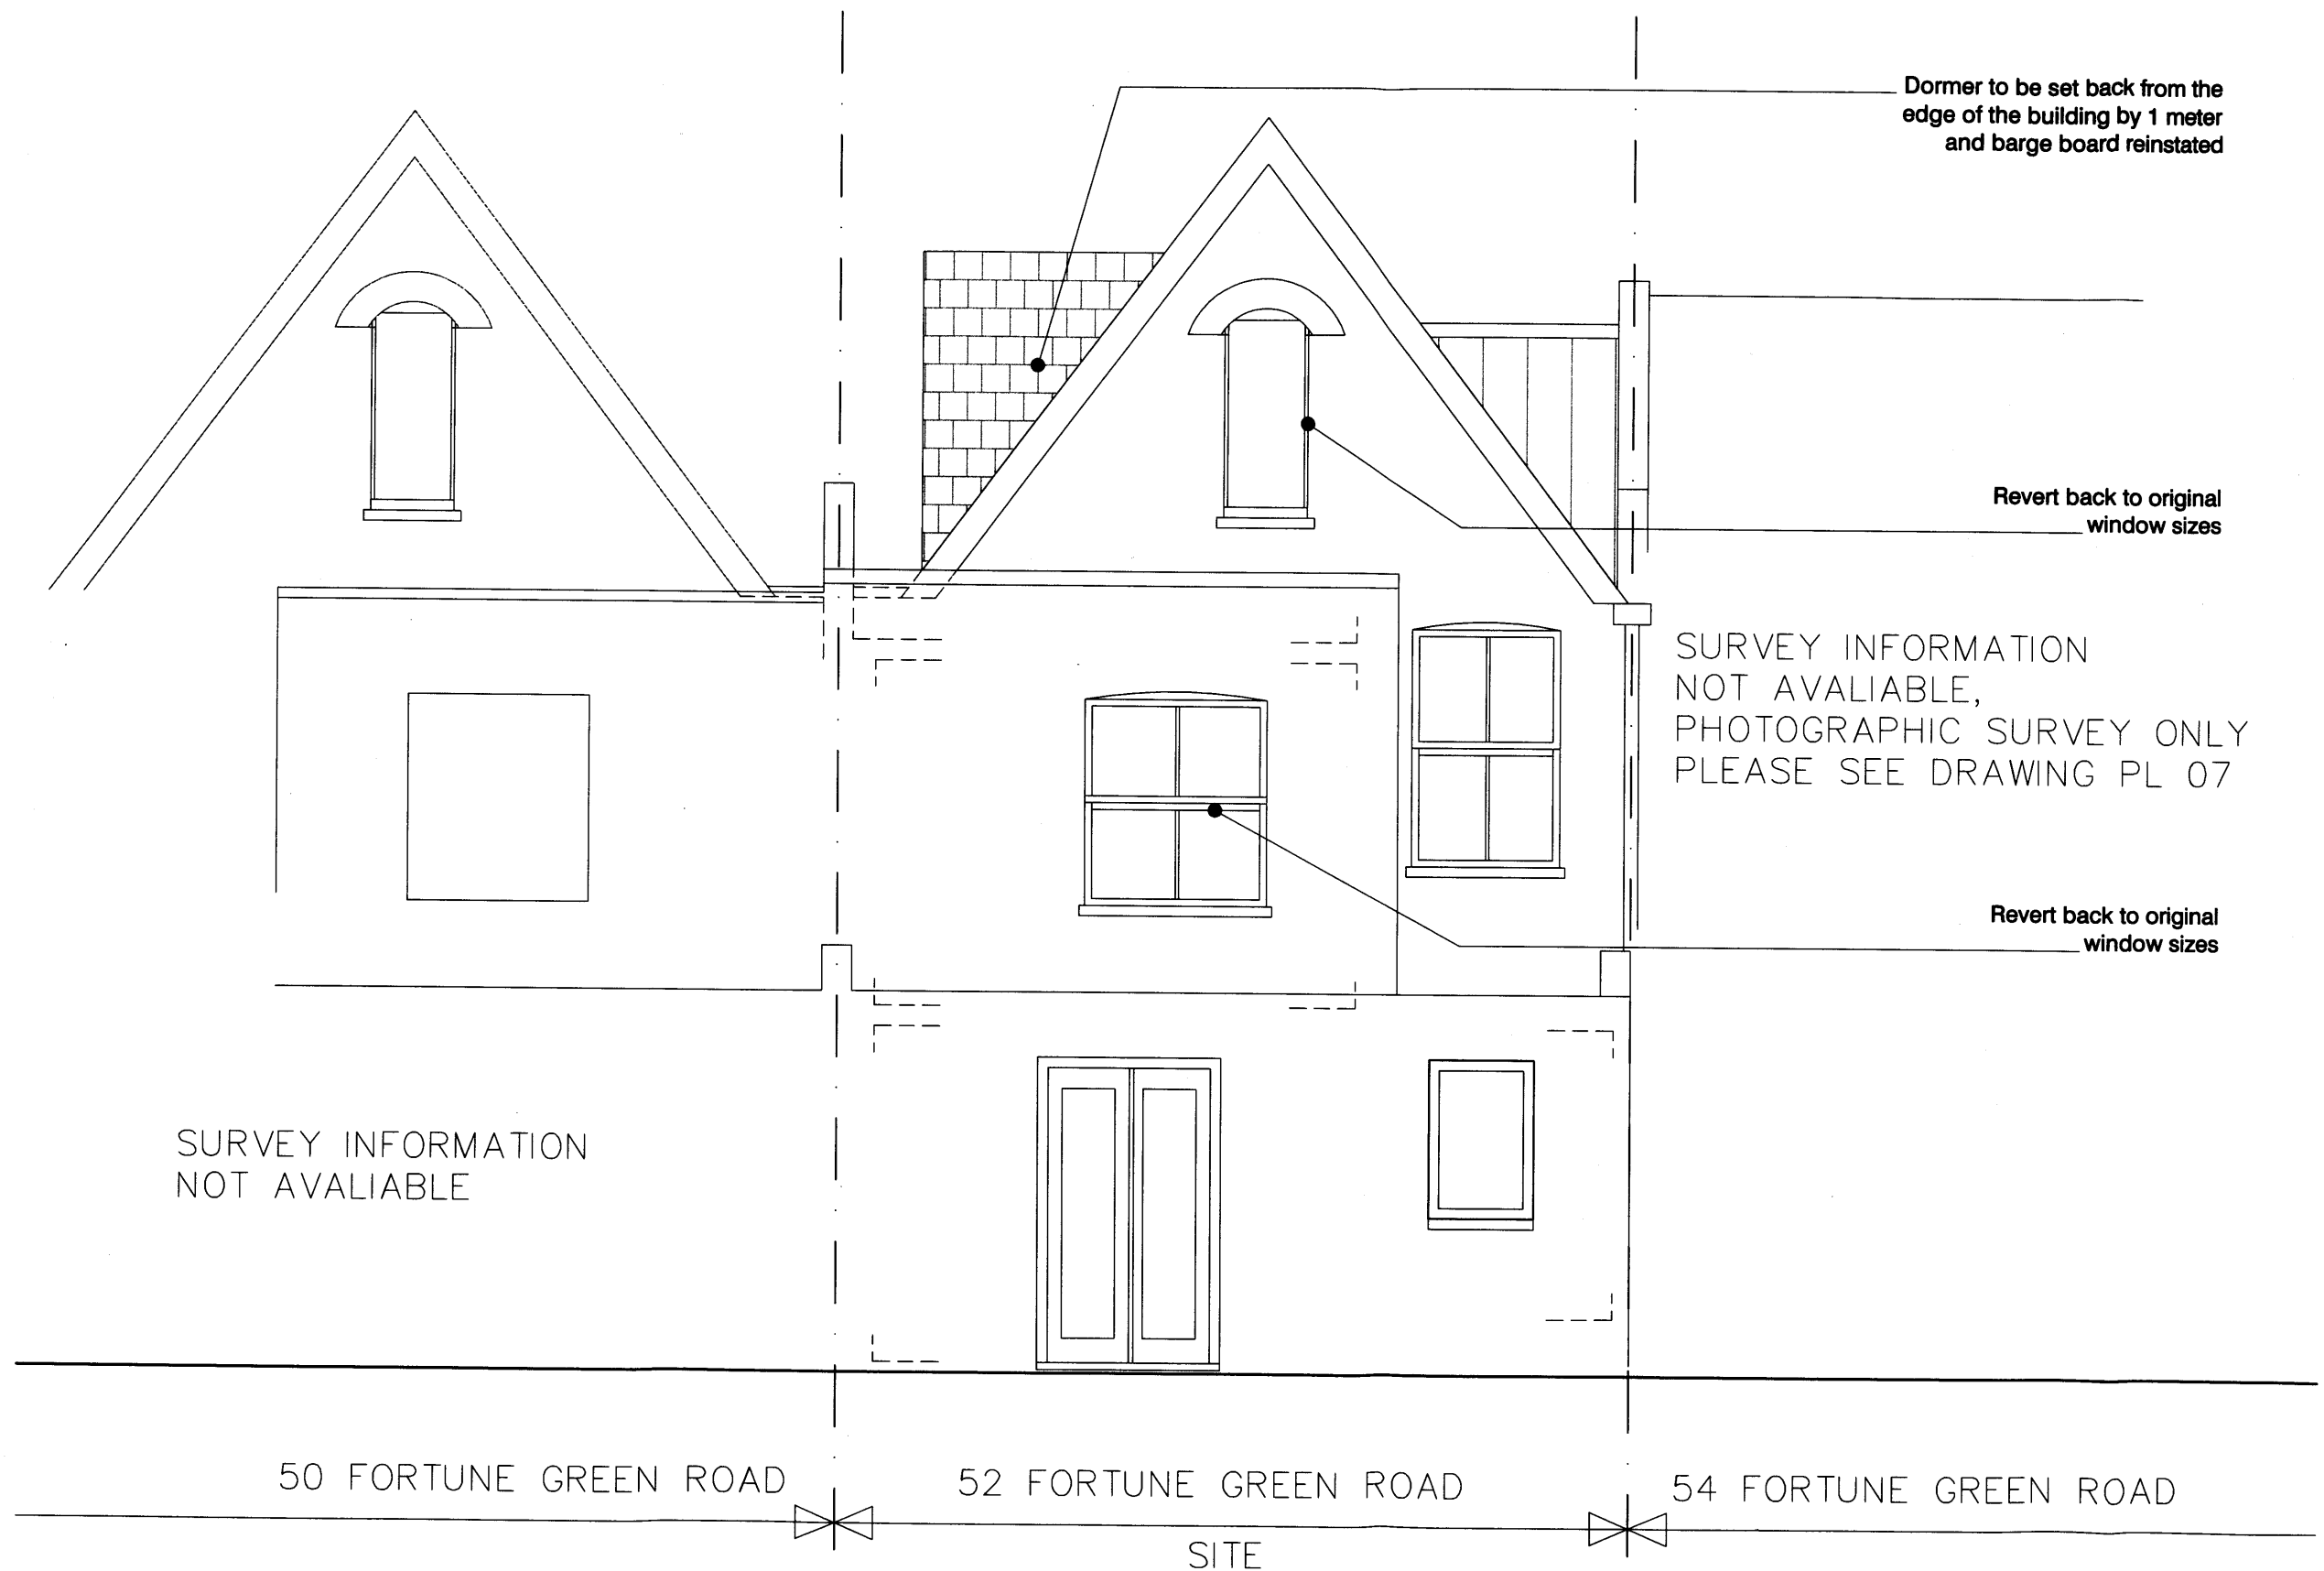 Dormer to be set back from the
edge of the building by 1 meter
and barge board reinstated
Revert back to original
window sizes
SURVEY INFORMATION
NOT AVALIABLE,
PHOTOGRAPHIC SURVEY ONLY
PLEASE SEE DRAWING PL 07
Revert back to original
window sizes
SURVEY INFORMATION
NOT AVALIABLE
50 FORTUNE GREEN ROAD
52 FORTUNE GREEN ROAD
54 FORTUNE GREEN ROAD
SITE